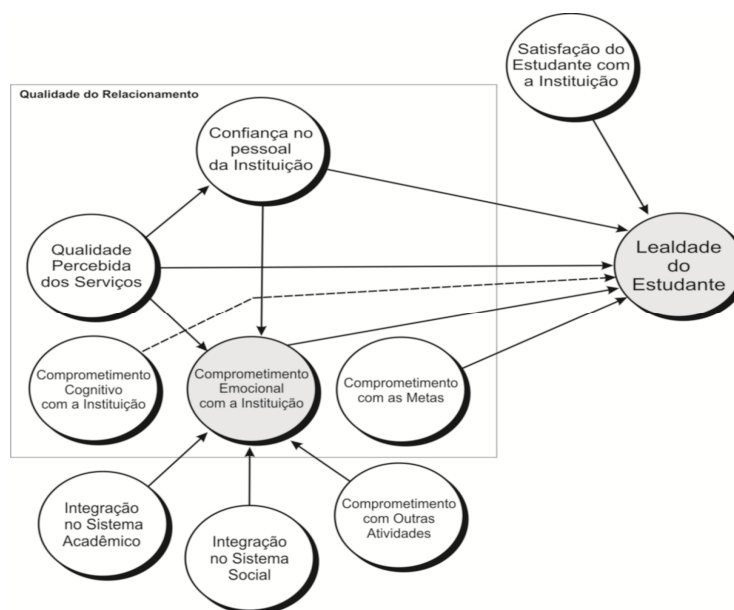 Satisfação do
Estudante com
a Instituição
Qualidade do Relacionamento
Confiança no
pessoal
da Instituição
Qualidade
Percebida
dos Serviços
Lealdade
do
Estudante
Comprometimento
Cognitivo
com a Instituição
Comprometimento
Emocional
com a Instituição
Comprometimento
com as Metas
Integração
no Sistema
Acadêmico
Integração
no Sistema
Social
Comprometimento
com Outras
Atividades